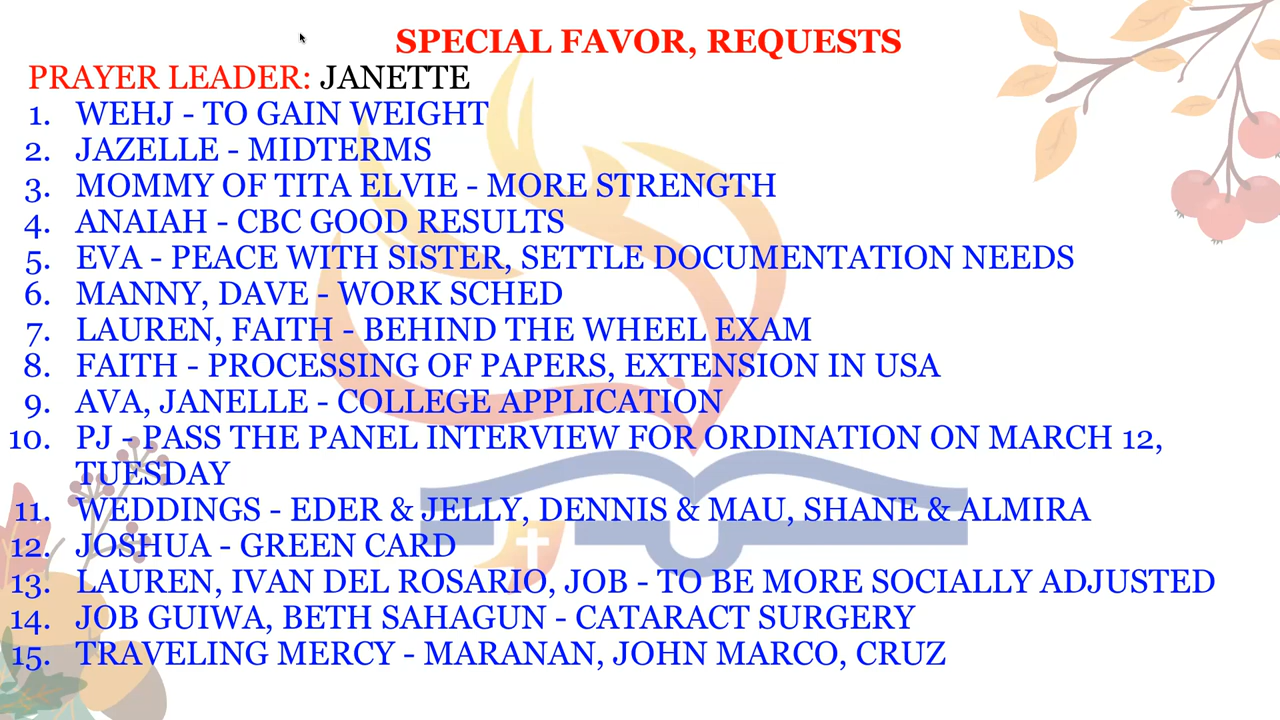 SPECIAL FAVOR, REQUESTS
PRAYER LEADER: JANETTE
1. WEHJ - TO GAIN WEIGHT
2. JAZELLE - MIDTERMS
3. MOMMY OF TITA ELVIE - MORE STRENGTH
4. ANAIAH - CBC GOOD RESULTS
5. EVA - PEACE WITH SISTER, SETTLE DOCUMENTATION NEEDS
6. MANNY, DAVE - WORK SCHED
7. LAUREN, FAITH - BEHIND THE WHEEL EXAM
8. FAITH - PROCESSING OF PAPERS, EXTENSION IN USA
9. AVA, JANELLE - COLLEGE APPLICATION
10. PJ - PASS THE PANEL INTERVIEW FOR ORDINATION ON MARCH 12,
TUESDAY
11. WEDDINGS - EDER & JELLY, DENNIS & MAU, SHANE & ALMIRA
12. JOSHUA - GREEN CARD
13. LAUREN, IVAN DEL ROSARIO, JOB - TO BE MORE SOCIALLY ADJUSTED
14. JOB GUIWA, BETH SAHAGUN - CATARACT SURGERY
15. TRAVELING MERCY - MARANAN, JOHN MARCO, CRUZ